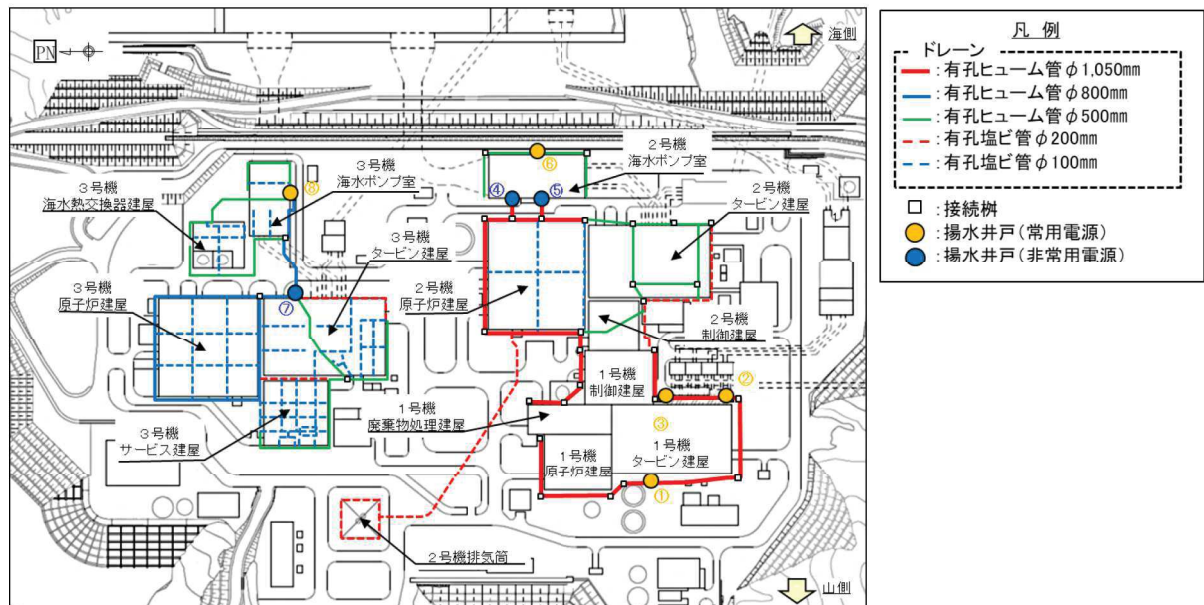 PN
海側
⑥
2号機
海水ポンプ室
3号機
海水ポンプ室
⑧
3号機
海水熱交換器建屋
④
⑤
2号機
タービン建屋
3号機
タービン建屋
3号機
原子炉建屋
2号機
原子炉建屋
⑦
2号機
制御建屋
1号機
制御建屋
②
1号機
廃棄物処理建屋
③
3号機
サービス建屋
1号機
タービン建屋
1号機
原子炉建屋
①
2号機排気筒
山側
凡 例
ドレーン
:有孔ヒューム管φ1,050mm
:有孔ヒューム管φ800mm
:有孔ヒューム管φ500mm
:有孔塩ビ管φ200mm
:有孔塩ビ管φ100mm
:接続桝
:揚水井戸(常用電源)
:揚水井戸(非常用電源)